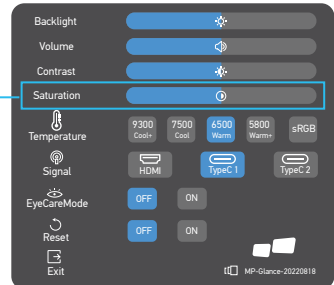 Backlight
Volume
Contrast
Saturation
Temperature
9300 Cool+
7500 Cool
6500 Warm
5800 Warm+
sRGB
Signal
HDMI
TypeC 1
TypeC 2
EyeCareMode
OFF
ON
Reset
OFF
ON
Exit
MP-Glance-20220818